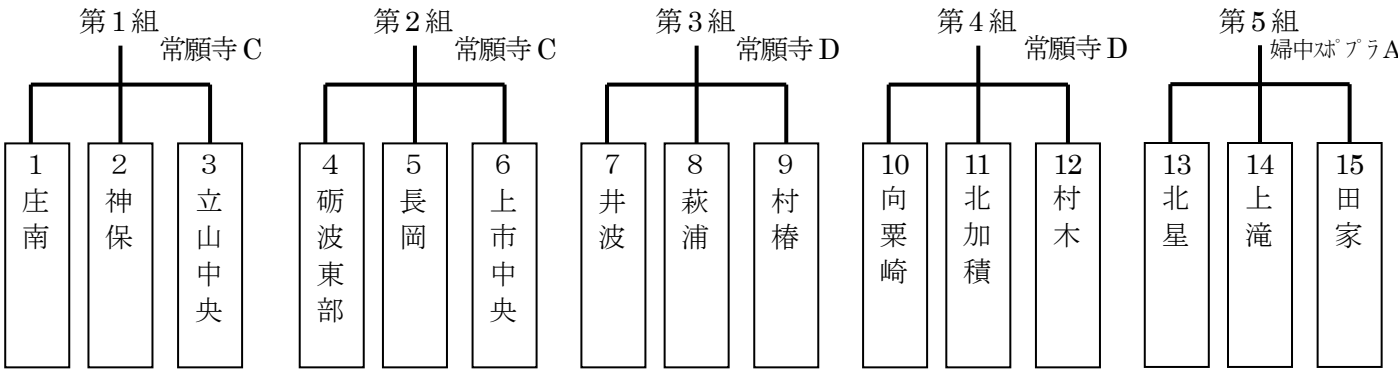 第1組
常願寺C
第2組
常願寺C
第3組
常願寺D
第4組
常願寺D
第5組
婦中ｽﾎﾟプラA
1
庄南
2
神保
3
立山中央
4
砺波東部
5
長岡
6
上市中央
7
井波
8
萩浦
9
村椿
10
向粟崎
11
北加積
12
村木
13
北星
14
上滝
15
田家